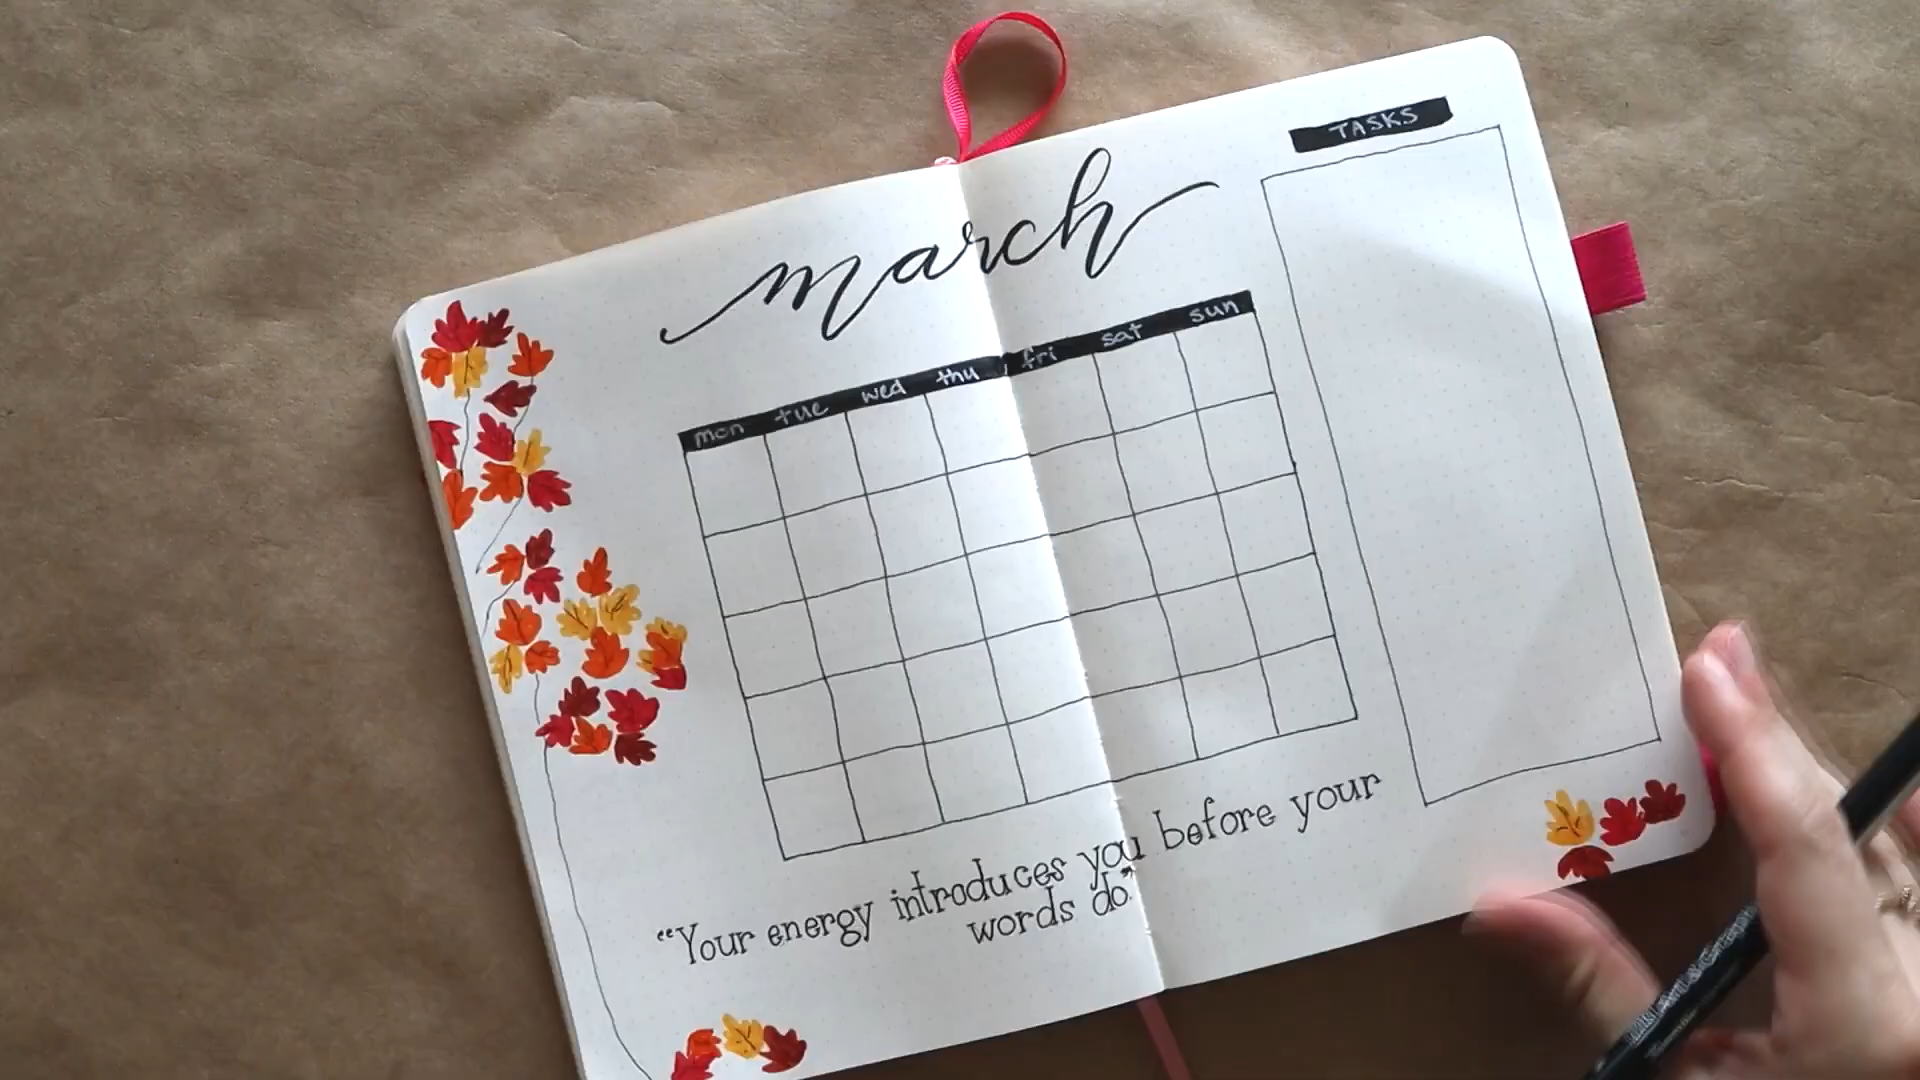 march
TASKS
mon tue wed thu fri sat sun
“Your energy introduces you before your
words do”